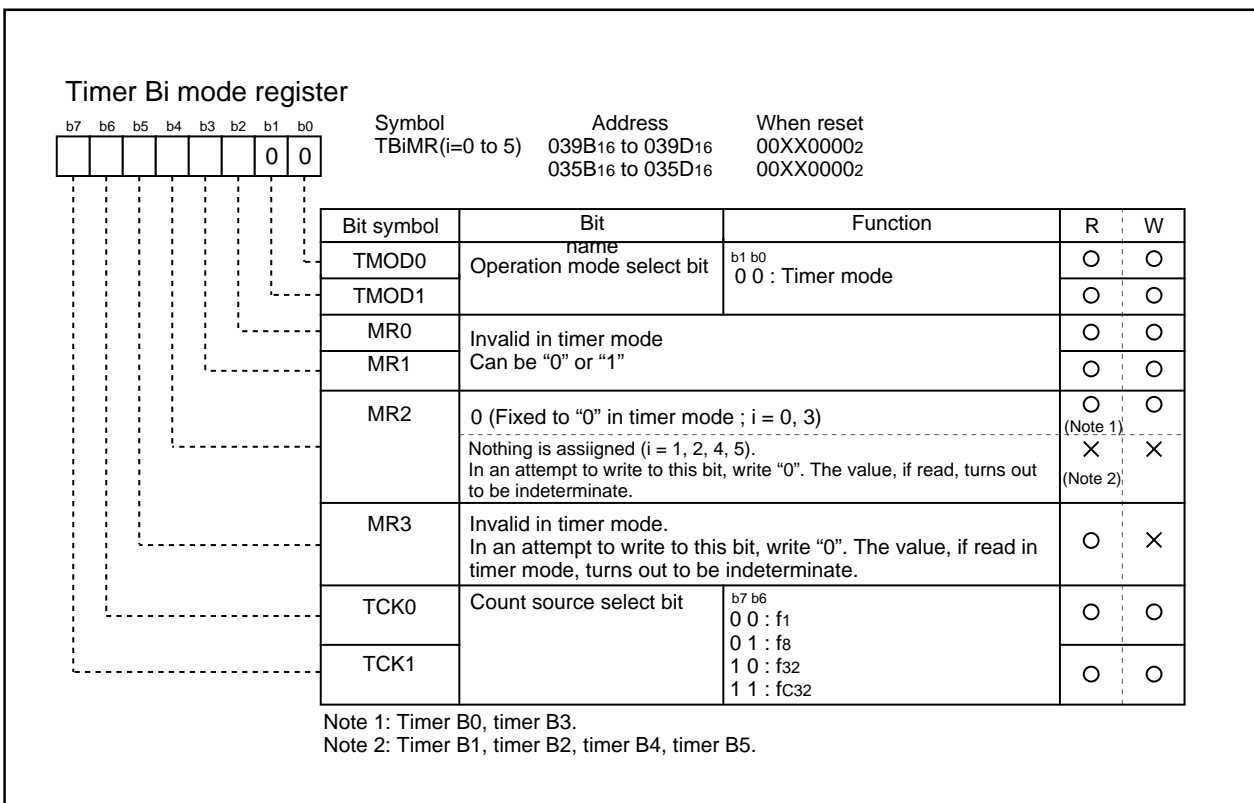 Timer Bi mode register
b7 b6 b5 b4 b3 b2 b1 b0
0 0
Symbol Address When reset
TBiMR(i=0 to 5) 039B16 to 039D16 00XX00002
035B16 to 035D16 00XX00002
Bit symbol Bit name Function R W
TMOD0 Operation mode select bit b1 b0
0 0 : Timer mode
TMOD1
MR0 Invalid in timer mode
MR1 Can be “0” or “1”
MR2 0 (Fixed to “0” in timer mode ; i = 0, 3)
(Note 1)
Nothing is assiigned (i = 1, 2, 4, 5).
In an attempt to write to this bit, write “0”. The value, if read, turns out
to be indeterminate.
(Note 2)
MR3 Invalid in timer mode.
In an attempt to write to this bit, write “0”. The value, if read in
timer mode, turns out to be indeterminate.
TCK0 Count source select bit b7 b6
0 0 : f1
0 1 : f8
TCK1 1 0 : f32
1 1 : fC32
Note 1: Timer B0, timer B3.
Note 2: Timer B1, timer B2, timer B4, timer B5.